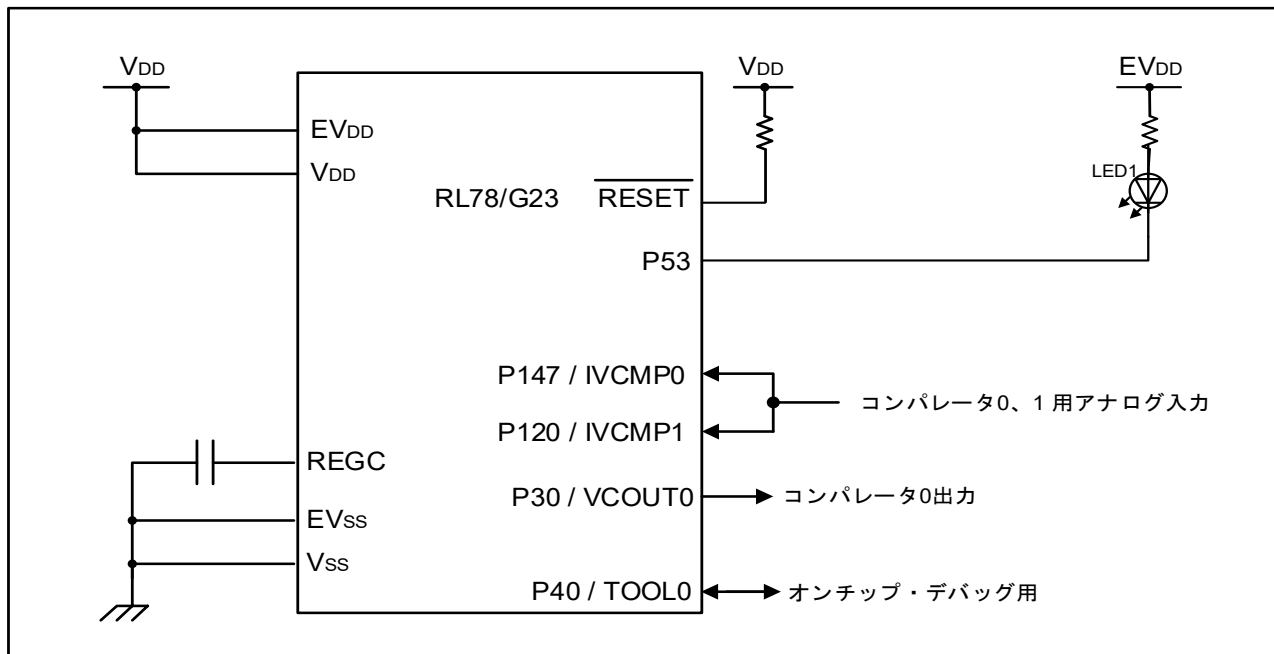 VDD
VDD
EVDD
EVDD
VDD
RL78/G23
RESET
LED1
P53
P147 / IVCMP0
コンパレータ0、1 用アナログ入力
P120 / IVCMP1
REGC
P30 / VCOUT0
コンパレータ0出力
EVSS
VSS
P40 / TOOL0
オンチップ・デバッグ用